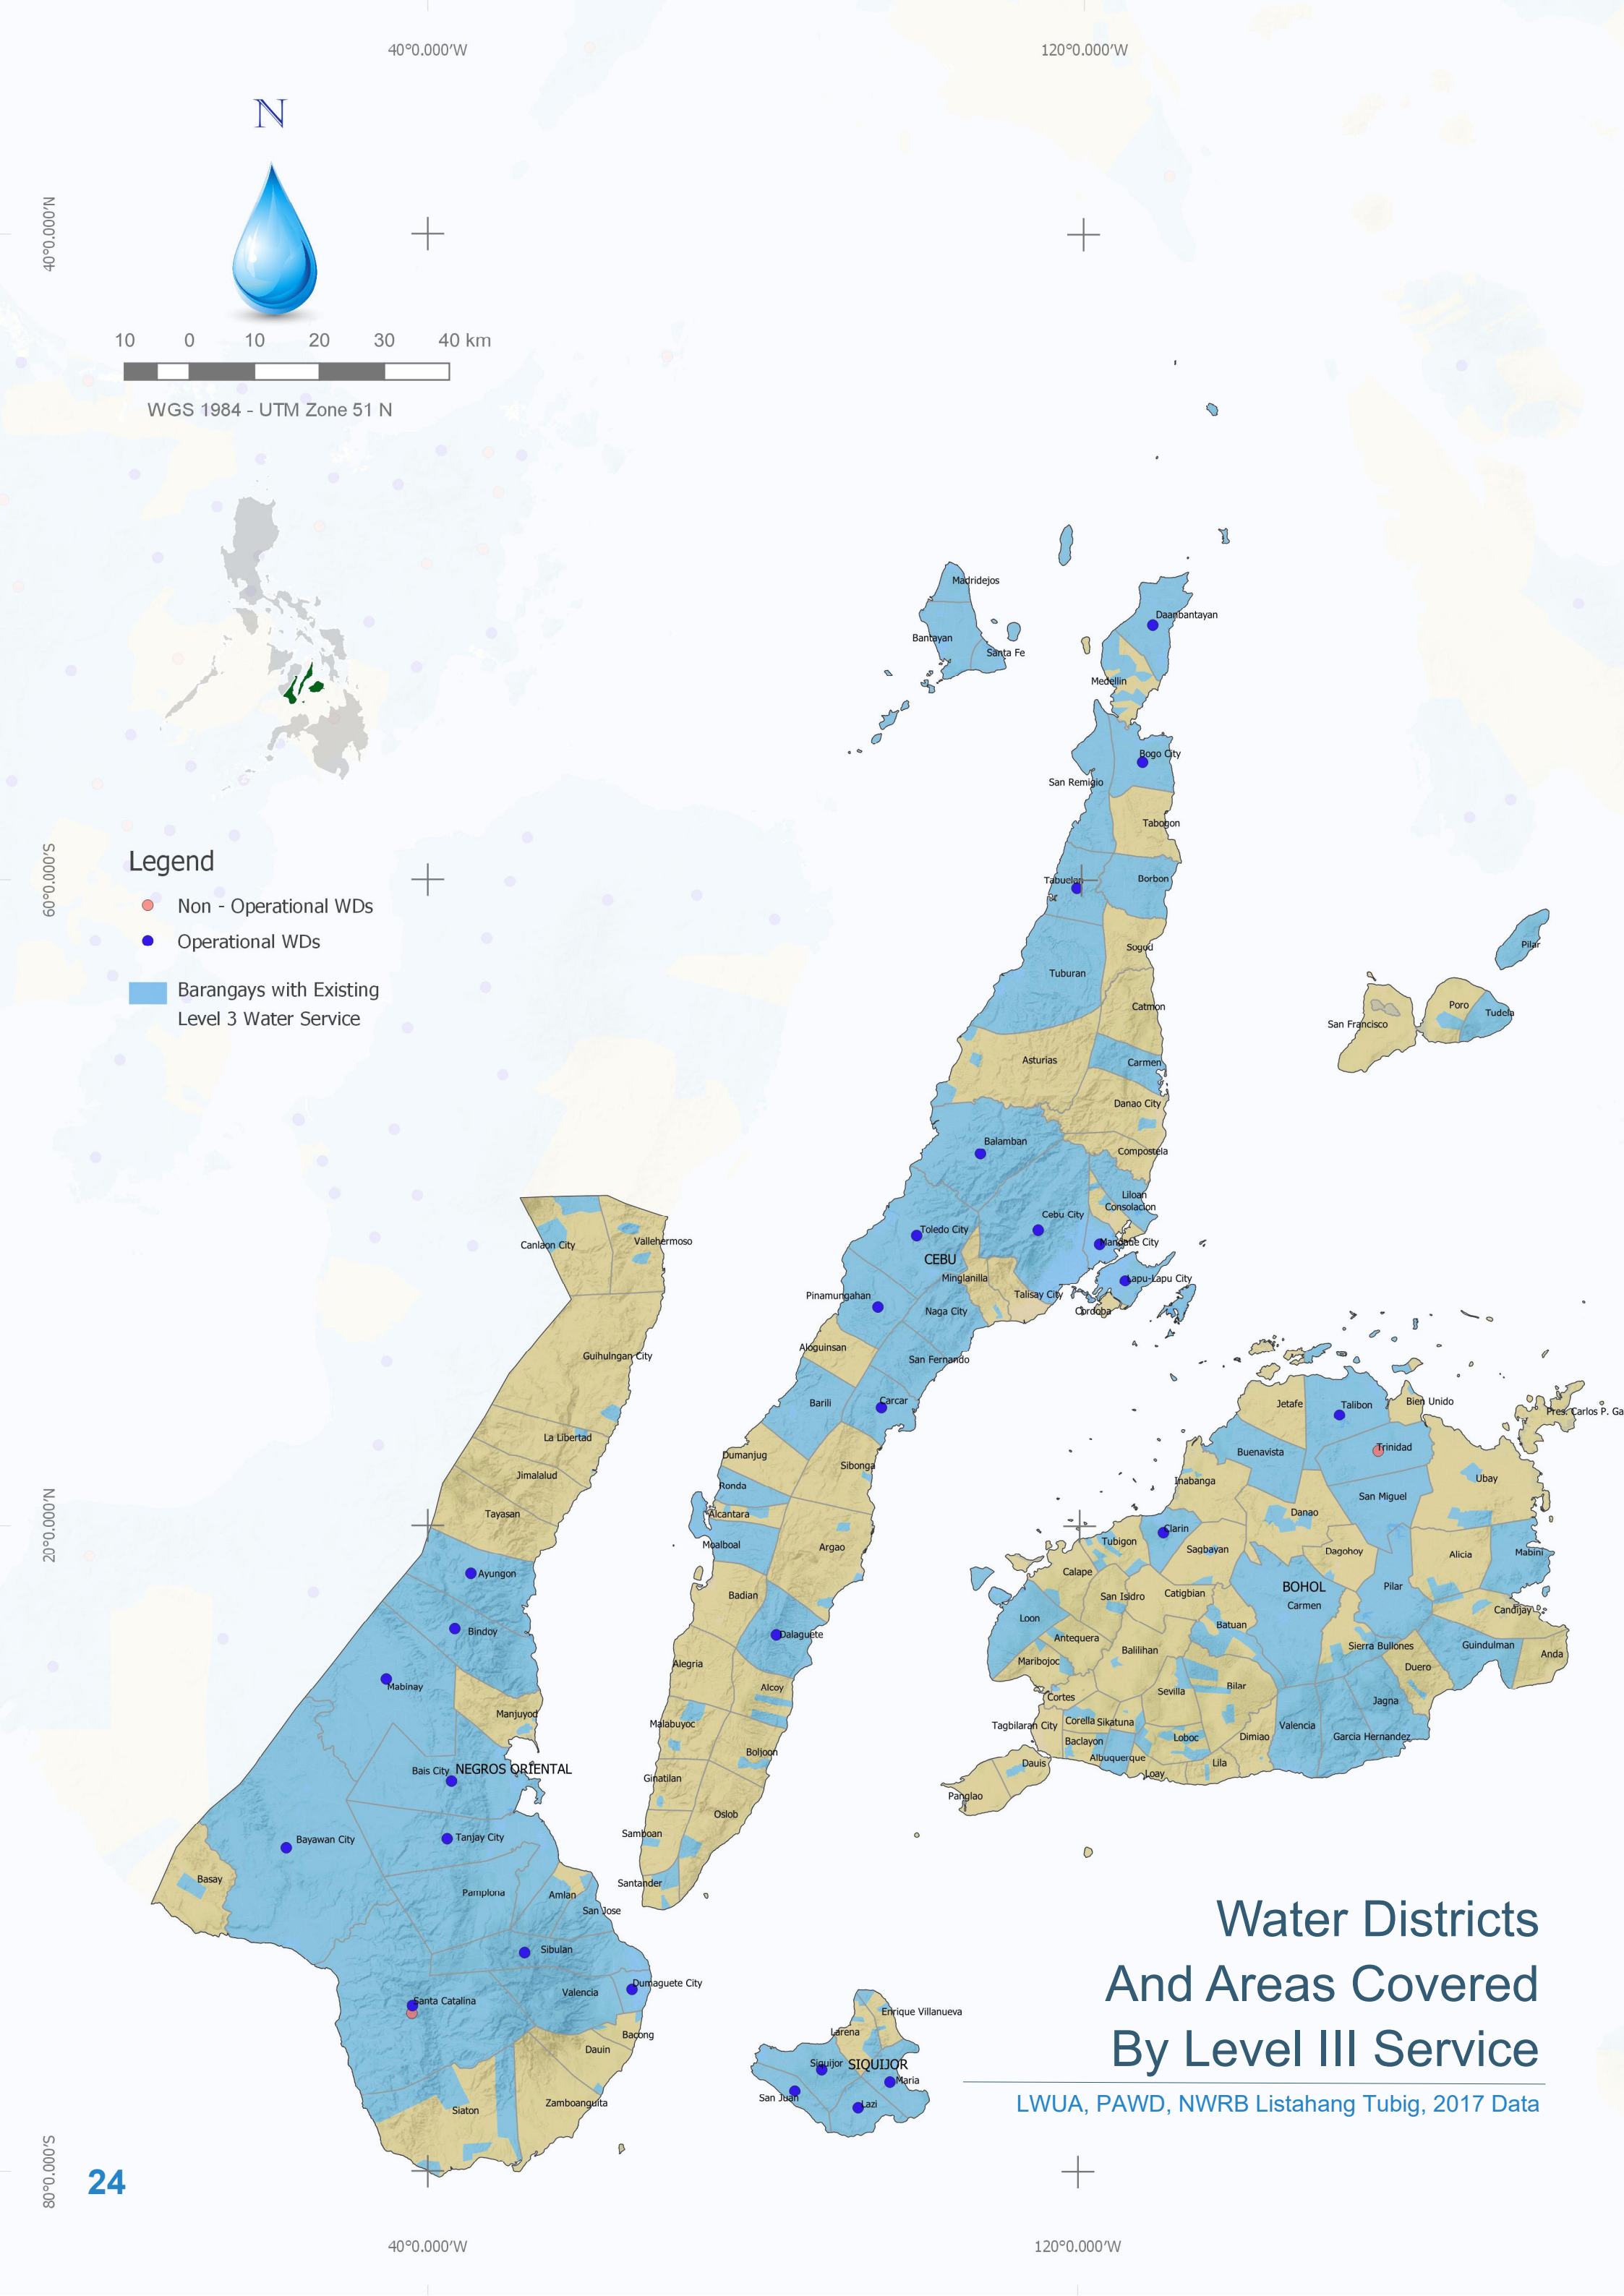 40°0.000'W
120°0.000'W
N
40°0.000'N
10 0 10 20 30 40 km
WGS 1984 - UTM Zone 51 N
Madridejos
Daanbantayan
Bantayan
Santa Fe
Medellin
Bogo City
San Remigio
Tabogon
60°0.000'S
Legend
Non - Operational WDs
Operational WDs
Barangays with Existing
Level 3 Water Service
Tabuelan
Borbon
Sogod
Pilar
Tuburan
Catmon
Poro
Tudela
San Francisco
Asturias
Carmen
Danao City
Balamban
Compostela
Liloan
Consolacion
Cebu City
Toledo City
Mandaue City
CEBU
Canlaon City
Vallehermoso
Minglanilla
Lapu-Lapu City
Pinamungahan
Talisay City
Naga City
Cordoba
Aloguinsan
San Fernando
Guihulngan City
Barili
Carcar
Jetafe
Talibon
Bien Unido
Pres. Carlos P. Ga
La Libertad
Dumanjug
Sibonga
Buenavista
Trinidad
Jimalalud
Ronda
Inabanga
Ubay
San Miguel
Tayasan
Alcantara
Danao
20°0.000'N
Moalboal
Argao
Clarin
Tubigon
Sagbayan
Dagohoy
Alicia
Mabini
Ayungon
Badian
Calape
San Isidro
Catigbian
BOHOL
Carmen
Pilar
Bindoy
Dalaguete
Loon
Batuan
Candijay
Antequera
Balilihan
Sierra Bullones
Guindulman
Anda
Alegria
Maribojoc
Duero
Mabinay
Alcoy
Cortes
Sevilla
Bilar
Jagna
Manjuyod
Malabuyoc
Tagbilaran City
Corella
Sikatuna
Valencia
Garcia Hernandez
Baclayon
Loboc
Dimiao
Boljoon
Albuquerque
Bais City
NEGROS ORIENTAL
Ginatilan
Dauis
Loay
Lila
Panglao
Oslob
Tanjay City
Samboan
Bayawan City
Basay
Santander
Pamplona
Amlan
San Jose
Sibulan
Water Districts
And Areas Covered
By Level III Service
LWUA, PAWD, NWRB Listahang Tubig, 2017 Data
Valencia
Dumaguete City
Santa Catalina
Bacong
Dauin
Enrique Villanueva
Larena
Siquijor
SIQUIJOR
Maria
San Juan
Lazi
Siaton
Zamboanguita
80°0.000'S
24
40°0.000'W
120°0.000'W